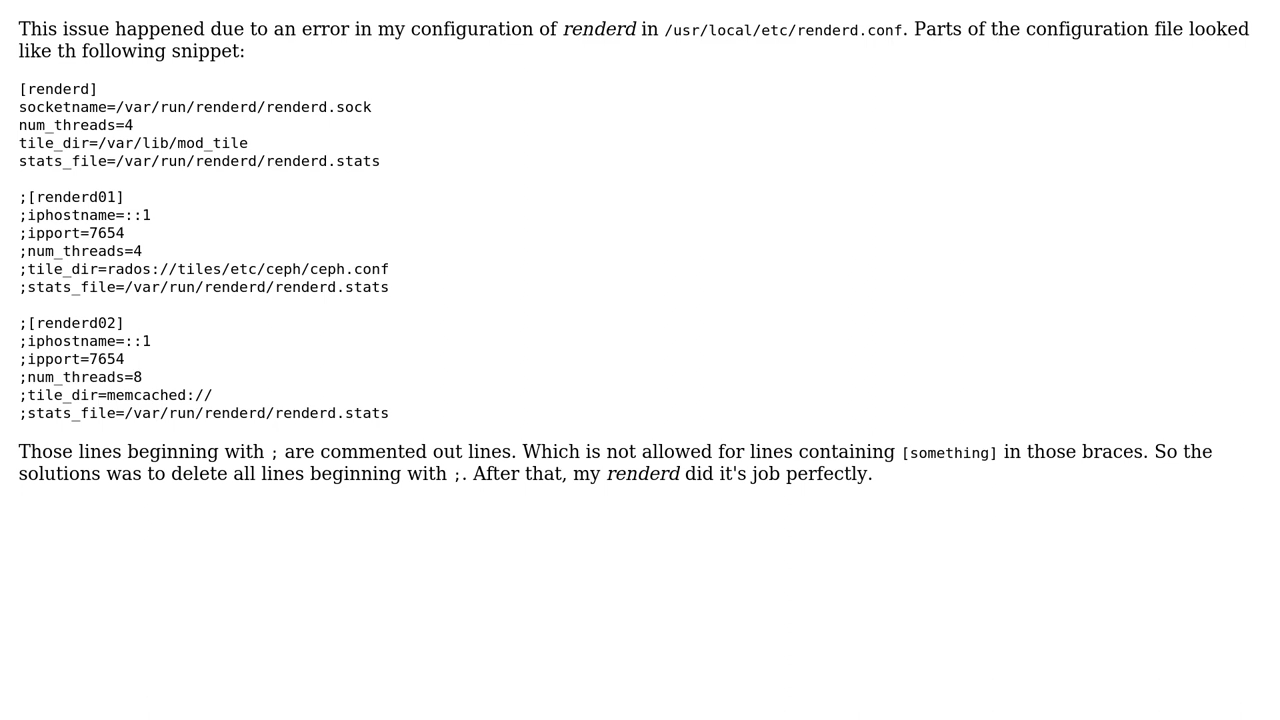 This issue happened due to an error in my configuration of renderd in /usr/local/etc/renderd.conf. Parts of the configuration file looked
like th following snippet:
[renderd]
socketname=/var/run/renderd/renderd.sock
num_threads=4
tile_dir=/var/lib/mod_tile
stats_file=/var/run/renderd/renderd.stats
;[renderd01]
;iphostname=::1
;ipport=7654
;num_threads=4
;tile_dir=rados://tiles/etc/ceph/ceph.conf
;stats_file=/var/run/renderd/renderd.stats
;[renderd02]
;iphostname=::1
;ipport=7654
;num_threads=8
;tile_dir=memcached://
;stats_file=/var/run/renderd/renderd.stats
Those lines beginning with ; are commented out lines. Which is not allowed for lines containing [something] in those braces. So the
solutions was to delete all lines beginning with ;. After that, my renderd did it's job perfectly.